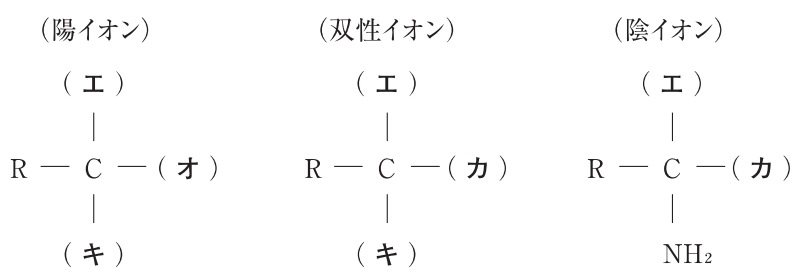 （陽イオン） （双性イオン） （陰イオン）
（エ） （エ） （エ）
R — C —（オ） R — C —（カ） R — C —（カ）
（キ） （キ） NH₂